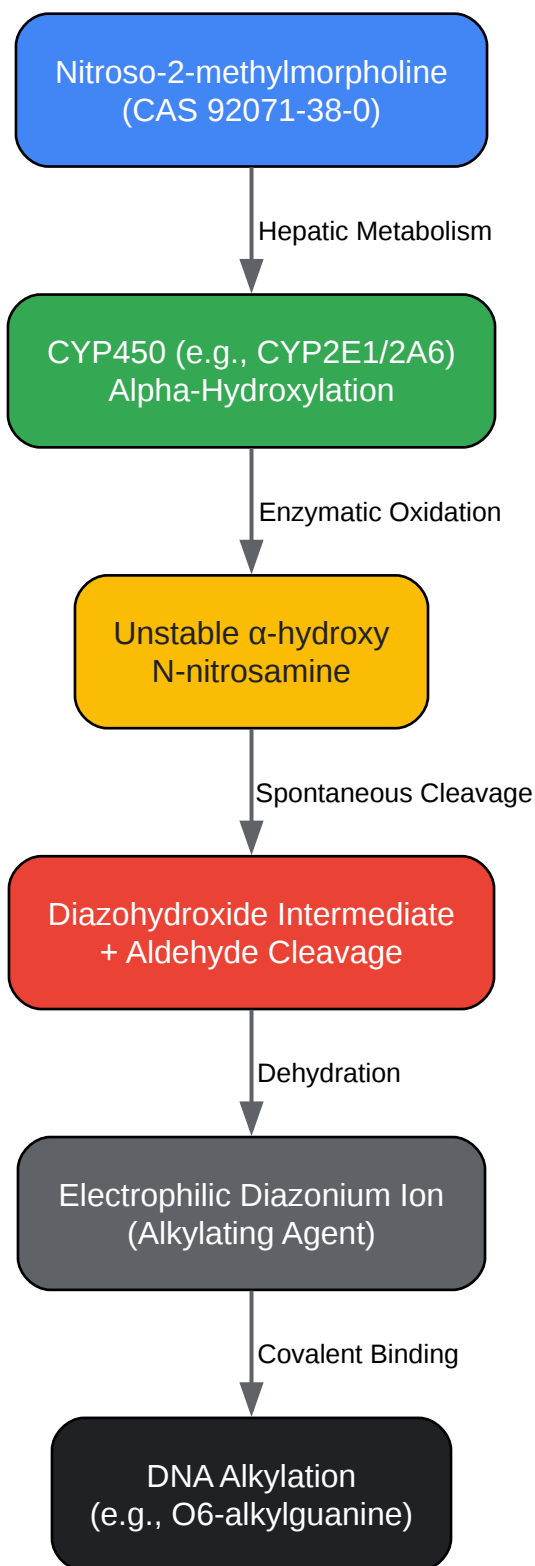 Nitroso-2-methylmorpholine
(CAS 92071-38-0)
Hepatic Metabolism
CYP450 (e.g., CYP2E1/2A6)
Alpha-Hydroxylation
Enzymatic Oxidation
Unstable α-hydroxy
N-nitrosamine
Spontaneous Cleavage
Diazohydroxide Intermediate
+ Aldehyde Cleavage
Dehydration
Electrophilic Diazonium Ion
(Alkylating Agent)
Covalent Binding
DNA Alkylation
(e.g., O6-alkylguanine)